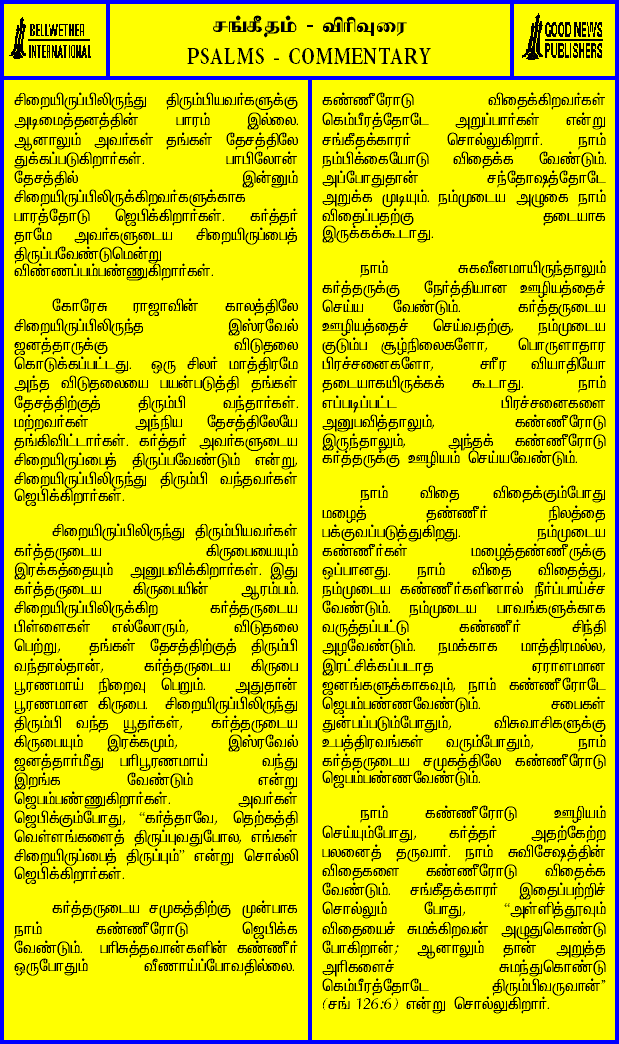 BELLWETHER
INTERNATIONAL
சங்கீதம் - விரிவுரை
PSALMS - COMMENTARY
GOOD NEWS
PUBLISHERS
சிறையிருப்பிலிருந்து திரும்பியவர்களுக்கு
அடிமைத்தனத்தின் பாரம் இல்லை.
ஆனாலும் அவர்கள் தங்கள் தேசத்திலே
துக்கப்படுகிறார்கள். பாபிலோன்
தேசத்தில் இன்னும்
சிறையிருப்பிலிருக்கிறவர்களுக்காக
பாரத்தோடு ஜெபிக்கிறார்கள். கர்த்தர்
தாமே அவர்களுடைய சிறையிருப்பைத்
திருப்பவேண்டுமென்று
விண்ணப்பம்பண்ணுகிறார்கள்.
கோரேசு ராஜாவின் காலத்திலே
சிறையிருப்பிலிருந்த இஸ்ரவேல்
ஜனத்தாருக்கு விடுதலை
கொடுக்கப்பட்டது. ஒரு சிலர் மாத்திரமே
அந்த விடுதலையை பயன்படுத்தி தங்கள்
தேசத்திற்குத் திரும்பி வந்தார்கள்.
மற்றவர்கள் அந்நிய தேசத்திலேயே
தங்கிவிட்டார்கள். கர்த்தர் அவர்களுடைய
சிறையிருப்பைத் திருப்பவேண்டும் என்று,
சிறையிருப்பிலிருந்து திரும்பி வந்தவர்கள்
ஜெபிக்கிறார்கள்.
சிறையிருப்பிலிருந்து திரும்பியவர்கள்
கர்த்தருடைய கிருபையையும்
இரக்கத்தையும் அனுபவிக்கிறார்கள். இது
கர்த்தருடைய கிருபையின் ஆரம்பம்.
சிறையிருப்பிலிருக்கிற கர்த்தருடைய
பிள்ளைகள் எல்லோரும், விடுதலை
பெற்று, தங்கள் தேசத்திற்குத் திரும்பி
வந்தால்தான், கர்த்தருடைய கிருபை
பூரணமாய் நிறைவு பெறும். அதுதான்
பூரணமான கிருபை. சிறையிருப்பிலிருந்து
திரும்பி வந்த யூதர்கள், கர்த்தருடைய
கிருபையும் இரக்கமும், இஸ்ரவேல்
ஜனத்தார்மீது பரிபூரணமாய் வந்து
இறங்க வேண்டும் என்று
ஜெபம்பண்ணுகிறார்கள். அவர்கள்
ஜெபிக்கும்போது, “கர்த்தாவே, தெற்கத்தி
வெள்ளங்களைத் திருப்புவதுபோல, எங்கள்
சிறையிருப்பைத் திருப்பும்” என்று சொல்லி
ஜெபிக்கிறார்கள்.
கர்த்தருடைய சமுகத்திற்கு முன்பாக
நாம் கண்ணீரோடு ஜெபிக்க
வேண்டும். பரிசுத்தவான்களின் கண்ணீர்
ஒருபோதும் வீணாய்ப்போவதில்லை.
கண்ணீரோடு விதைக்கிறவர்கள்
கெம்பீரத்தோடே அறுப்பார்கள் என்று
சங்கீதக்காரர் சொல்லுகிறார். நாம்
நம்பிக்கையோடு விதைக்க வேண்டும்.
அப்போதுதான் சந்தோஷத்தோடே
அறுக்க முடியும். நம்முடைய அழுகை நாம்
விதைப்பதற்கு தடையாக
இருக்கக்கூடாது.
நாம் சுகவீனமாயிருந்தாலும்
கர்த்தருக்கு நேர்த்தியான ஊழியத்தைச்
செய்ய வேண்டும். கர்த்தருடைய
ஊழியத்தைச் செய்வதற்கு, நம்முடைய
குடும்ப சூழ்நிலைகளோ, பொருளாதார
பிரச்சனைகளோ, சரீர வியாதியோ
தடையாகயிருக்கக் கூடாது. நாம்
எப்படிப்பட்ட பிரச்சனைகளை
அனுபவித்தாலும், கண்ணீரோடு
இருந்தாலும், அந்தக் கண்ணீரோடு
கர்த்தருக்கு ஊழியம் செய்யவேண்டும்.
நாம் விதை விதைக்கும்போது
மழைத் தண்ணீர் நிலத்தை
பக்குவப்படுத்துகிறது. நம்முடைய
கண்ணீர்கள் மழைத்தண்ணீருக்கு
ஒப்பானது. நாம் விதை விதைத்து,
நம்முடைய கண்ணீர்களினால் நீர்ப்பாய்ச்ச
வேண்டும். நம்முடைய பாவங்களுக்காக
வருத்தப்பட்டு கண்ணீர் சிந்தி
அழவேண்டும். நமக்காக மாத்திரமல்ல,
இரட்சிக்கப்படாத ஏராளமான
ஜனங்களுக்காகவும், நாம் கண்ணீரோடே
ஜெபம்பண்ணவேண்டும். சபைகள்
துன்பப்படும்போதும், விசுவாசிகளுக்கு
உபத்திரவங்கள் வரும்போதும், நாம்
கர்த்தருடைய சமுகத்திலே கண்ணீரோடு
ஜெபம்பண்ணவேண்டும்.
நாம் கண்ணீரோடு ஊழியம்
செய்யும்போது, கர்த்தர் அதற்கேற்ற
பலனைத் தருவார். நாம் சுவிசேஷத்தின்
விதைகளை கண்ணீரோடு விதைக்க
வேண்டும். சங்கீதக்காரர் இதைப்பற்றிச்
சொல்லும் போது, “அள்ளித்தூவும்
விதையைச் சுமக்கிறவன் அழுதுகொண்டு
போகிறான்; ஆனாலும் தான் அறுத்த
அரிகளைச் சுமந்துகொண்டு
கெம்பீரத்தோடே திரும்பிவருவான்”
(சங் 126:6) என்று சொல்லுகிறார்.